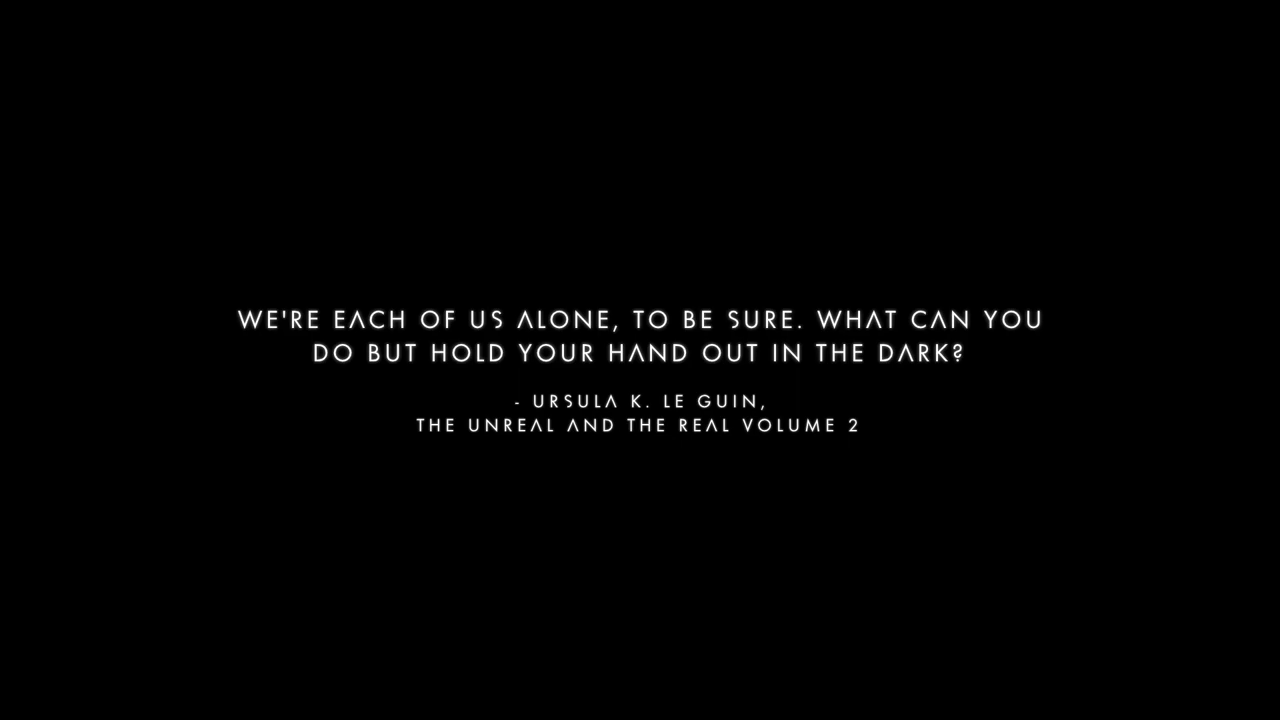 WE'RE EACH OF US ALONE, TO BE SURE. WHAT CAN YOU
DO BUT HOLD YOUR HAND OUT IN THE DARK?
- URSULA K. LE GUIN,
THE UNREAL AND THE REAL VOLUME 2